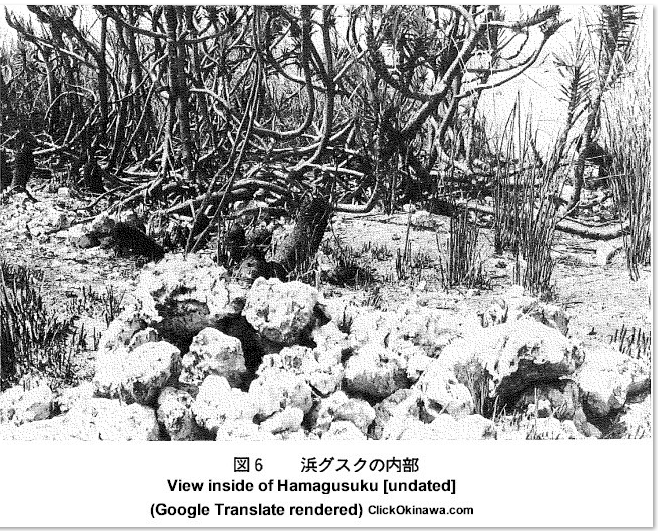 図6 浜グスクの内部
View inside of Hamagusuku [undated]
(Google Translate rendered) ClickOkinawa.com